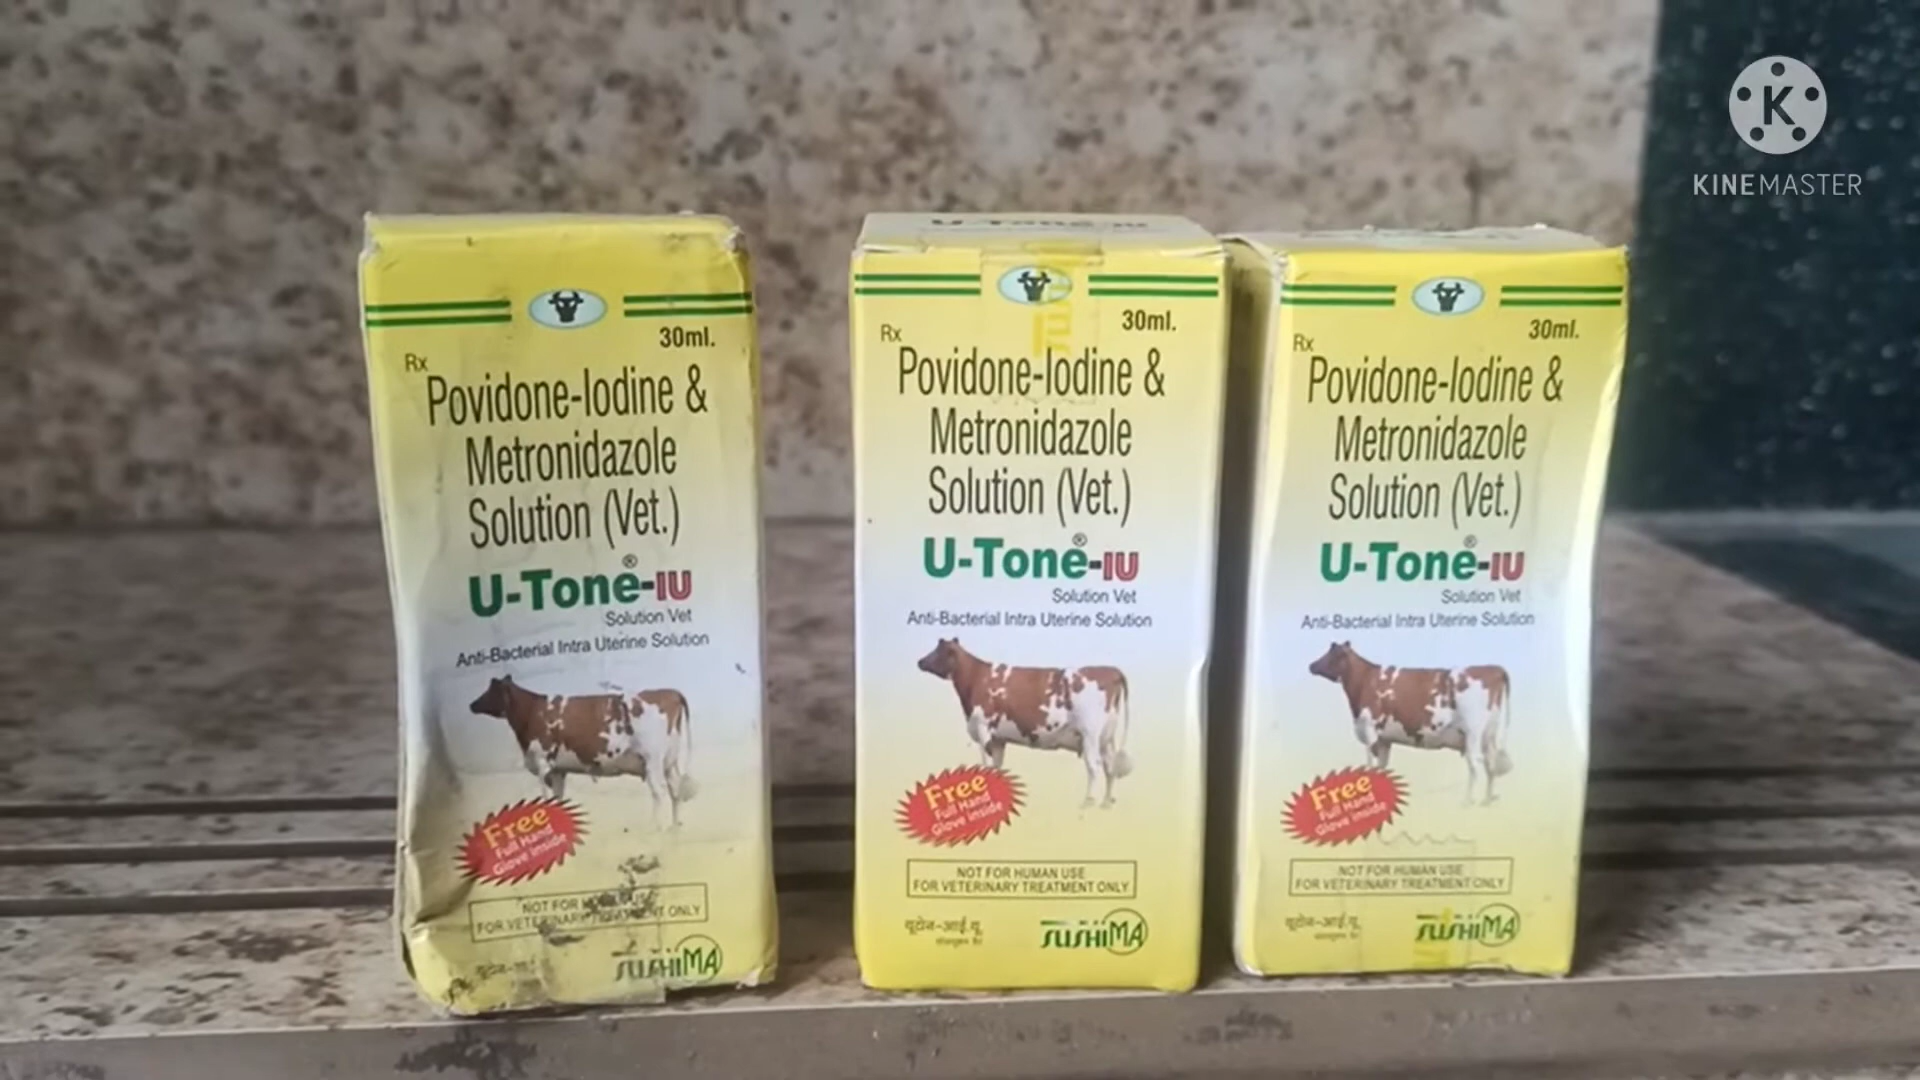 K
KINEMASTER
30ml.
Rx
Povidone-Iodine &
Metronidazole
Solution (Vet.)
U-Tone®-IU
Solution Vet
Anti-Bacterial Intra Uterine Solution
Free
Full Hand
Glove inside
NOT FOR
FOR VETERINARY TREATMENT ONLY
SUSHIMA
U-Tone-IU
30ml.
Rx
Povidone-Iodine &
Metronidazole
Solution (Vet.)
U-Tone®-IU
Solution Vet
Anti-Bacterial Intra Uterine Solution
Free
Full Hand
Glove inside
NOT FOR HUMAN USE
FOR VETERINARY TREATMENT ONLY
यूटोन-आई.यू.
SUSHIMA
30ml.
Rx
Povidone-Iodine &
Metronidazole
Solution (Vet.)
U-Tone®-IU
Solution Vet
Anti-Bacterial Intra Uterine Solution
Free
Full Hand
Glove inside
NOT FOR HUMAN USE
FOR VETERINARY TREATMENT ONLY
यूटोन-आई.यू.
SUSHIMA